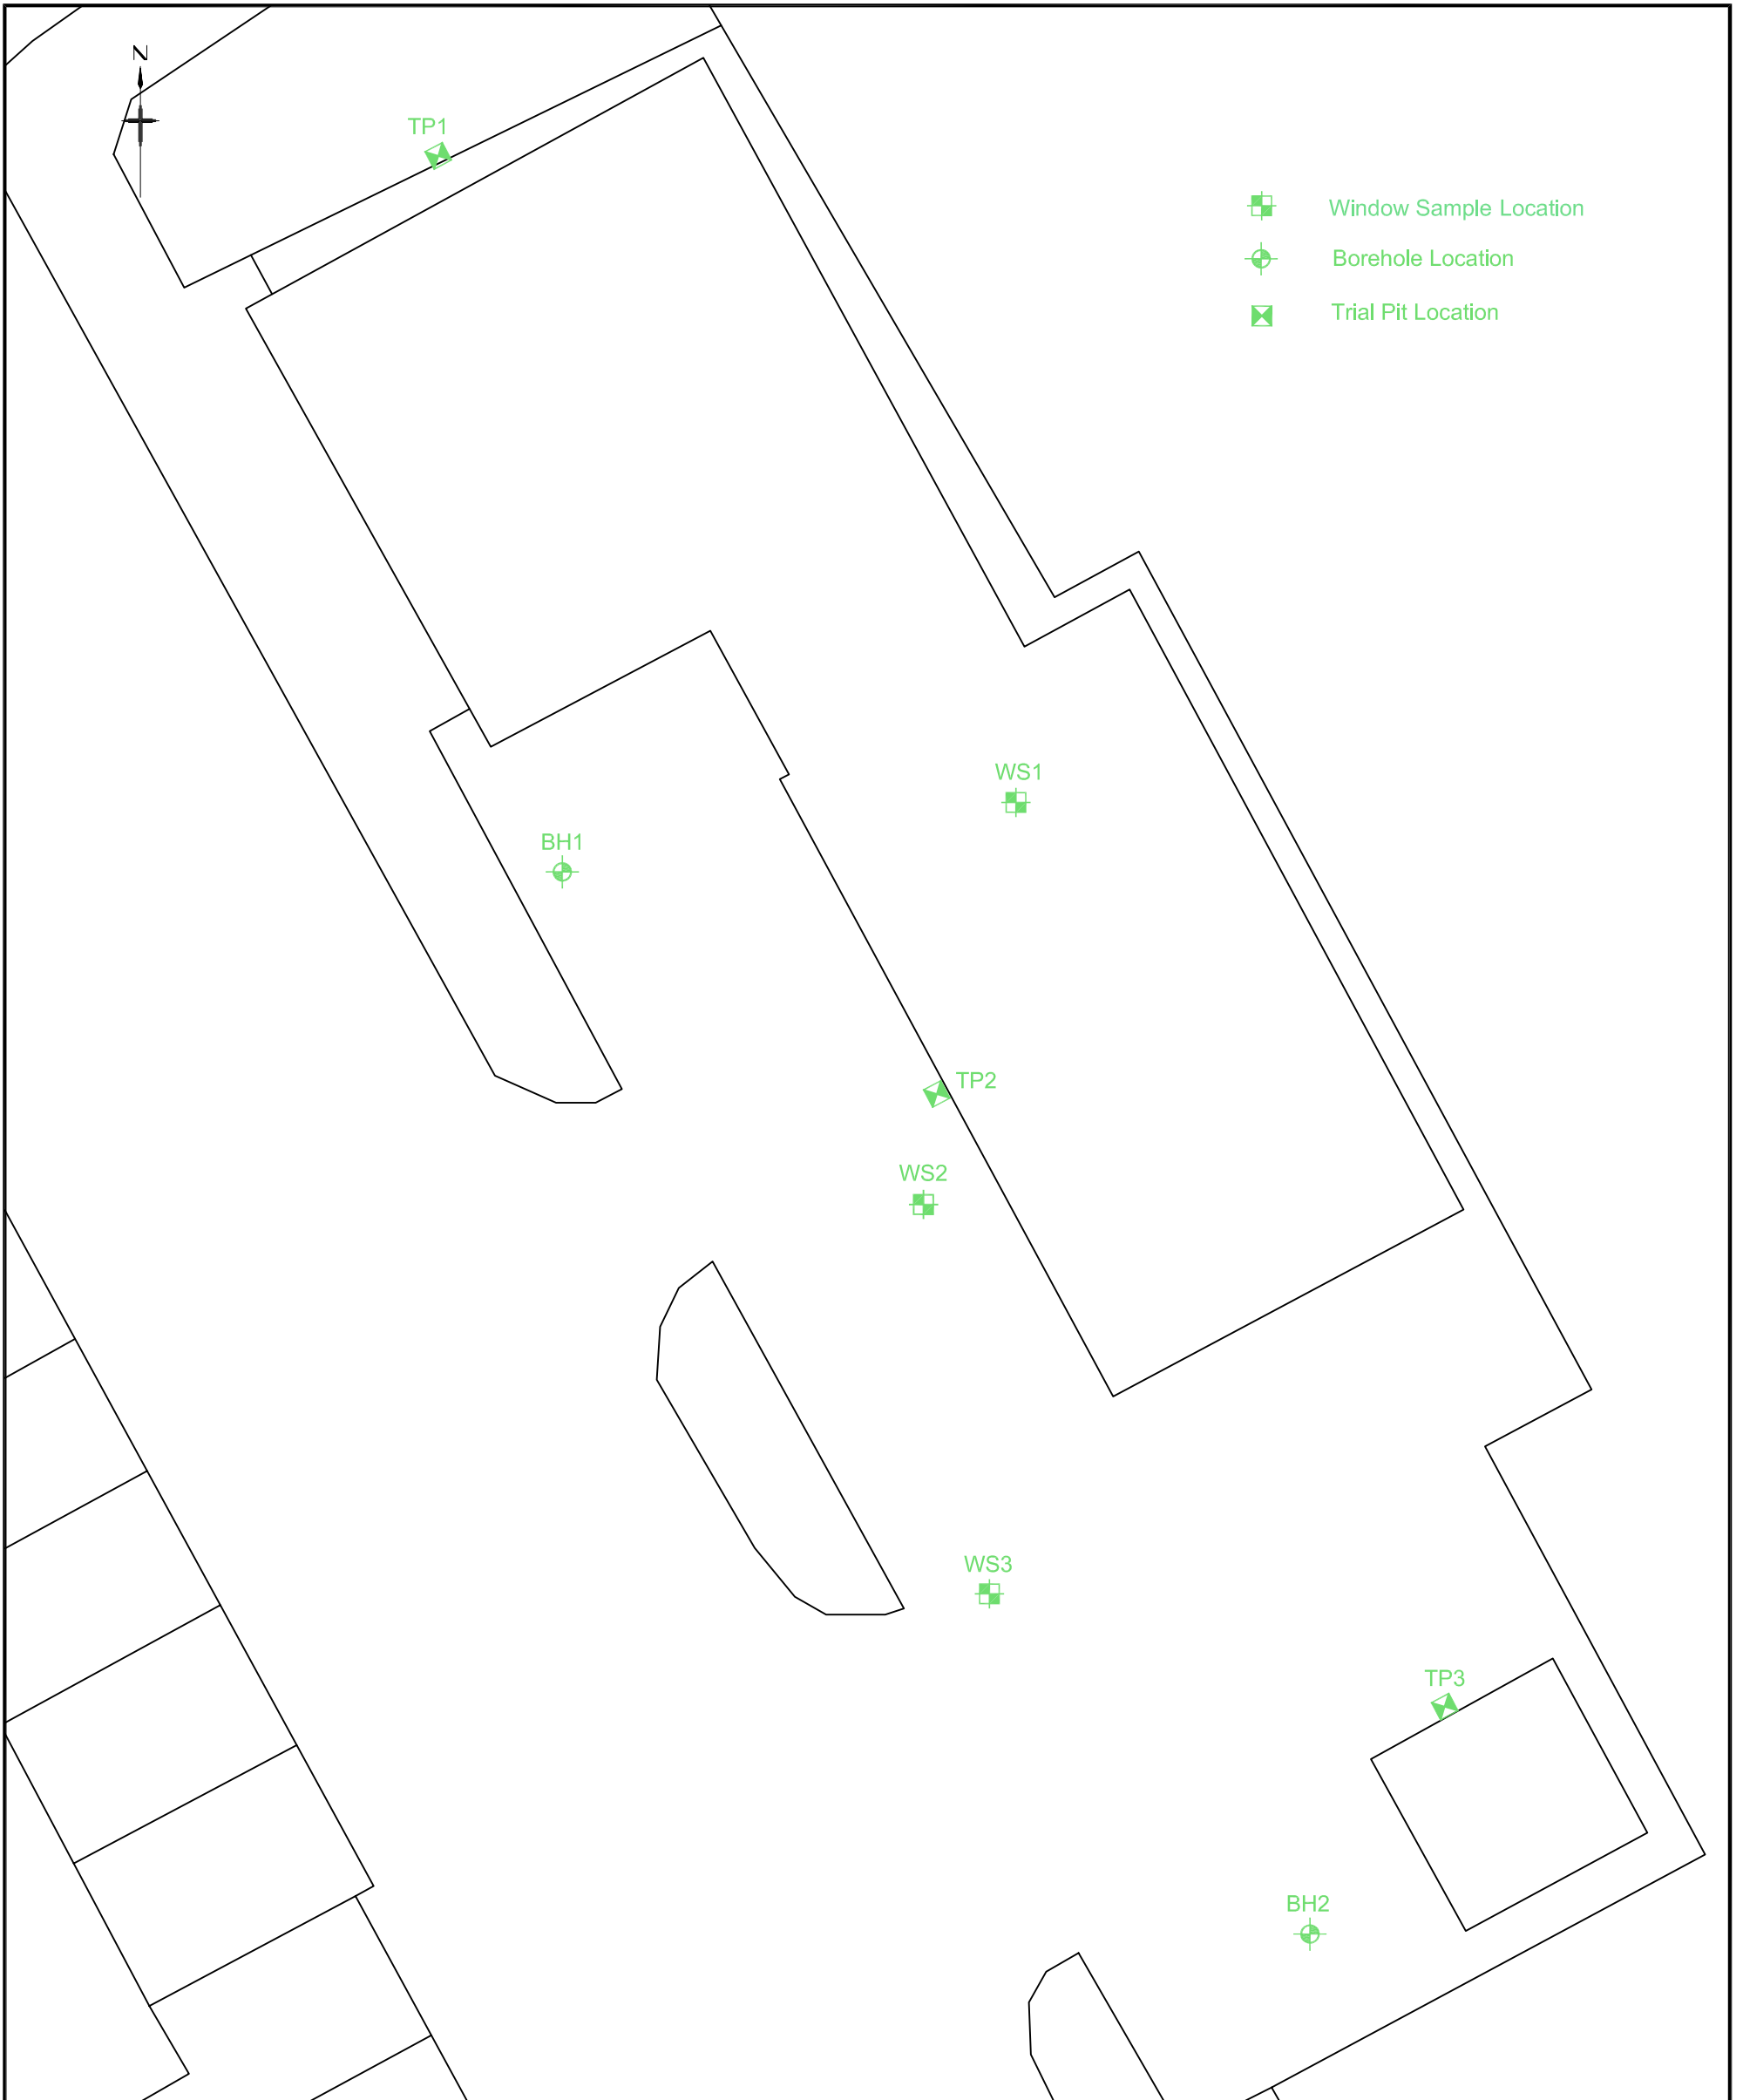 N
TP1
Window Sample Location
Borehole Location
Trial Pit Location
WS1
BH1
TP2
WS2
WS3
TP3
BH2